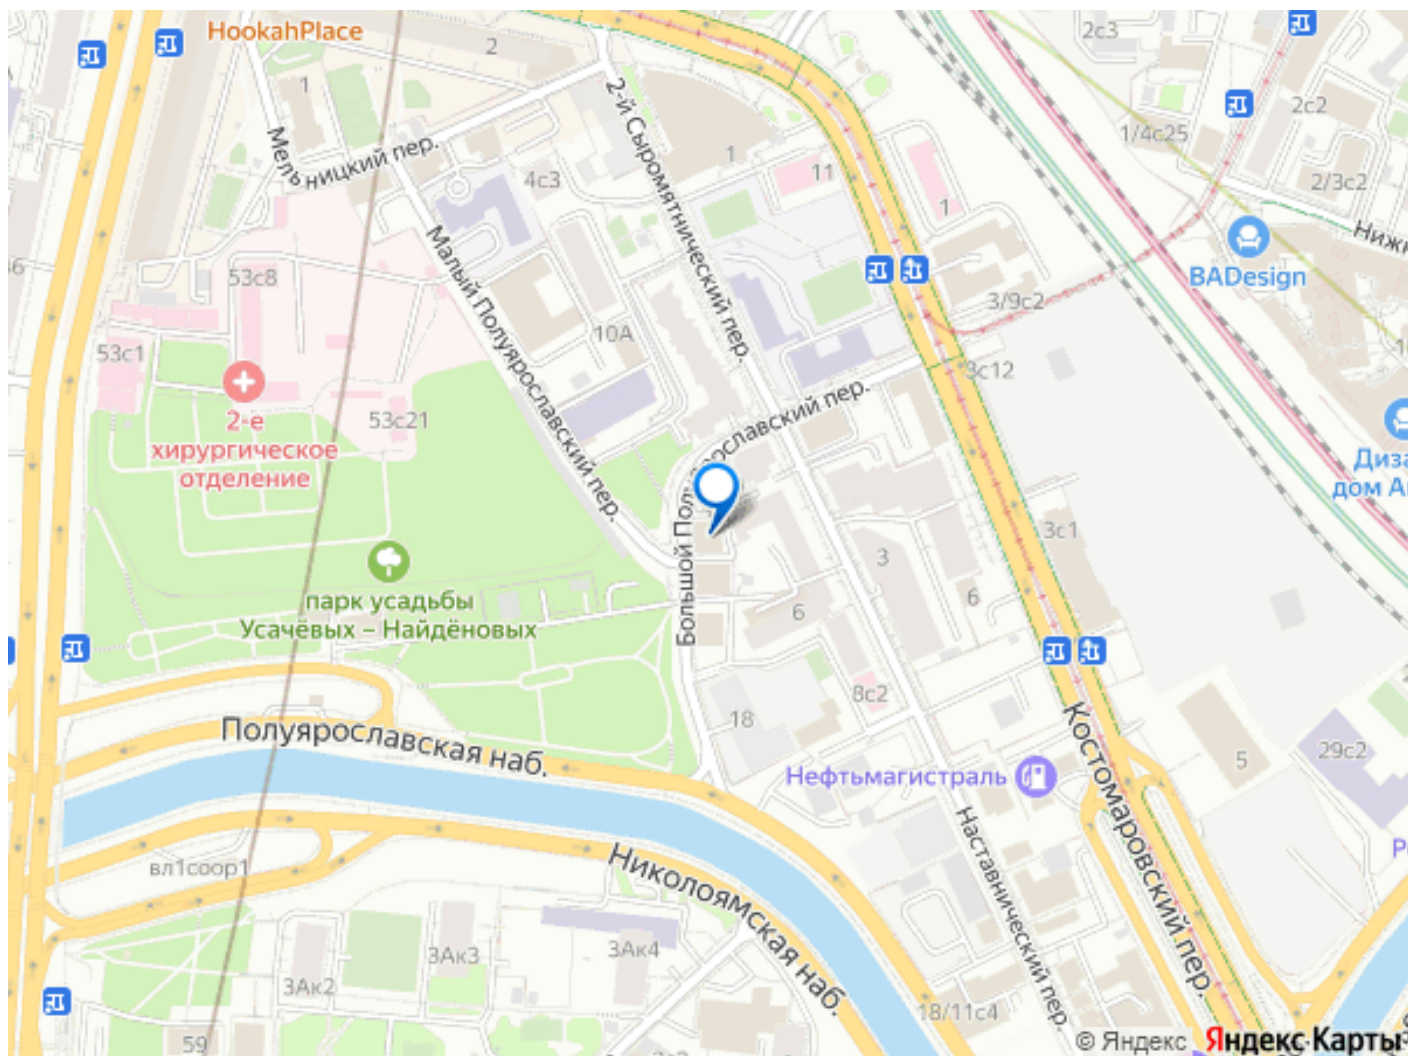 HookahPlace
2
2с3
1
2-й Сыромятнический пер.
2с2
1/4с25
Мельницкий пер.
4с3
1
11
2/3с2
1
Нижн
Малый Полуярославский пер.
BADesign
53с8
3/9с2
10А
53с1
3с12
2-е
хирургическое
отделение
53с21
Большой Полуярославский пер.
Диза
дом А
3с1
3
парк усадьбы
Усачёвых – Найдёновых
6
6
8с2
18
Полуярославская наб.
Костомаровский пер.
5
29с2
Нефтьмагистраль
Наставнический пер.
вл1соор1
Николоямская наб.
3Ак2
3Ак3
3Ак4
18/11с4
59
2с3
© Яндекс Яндекс Карты